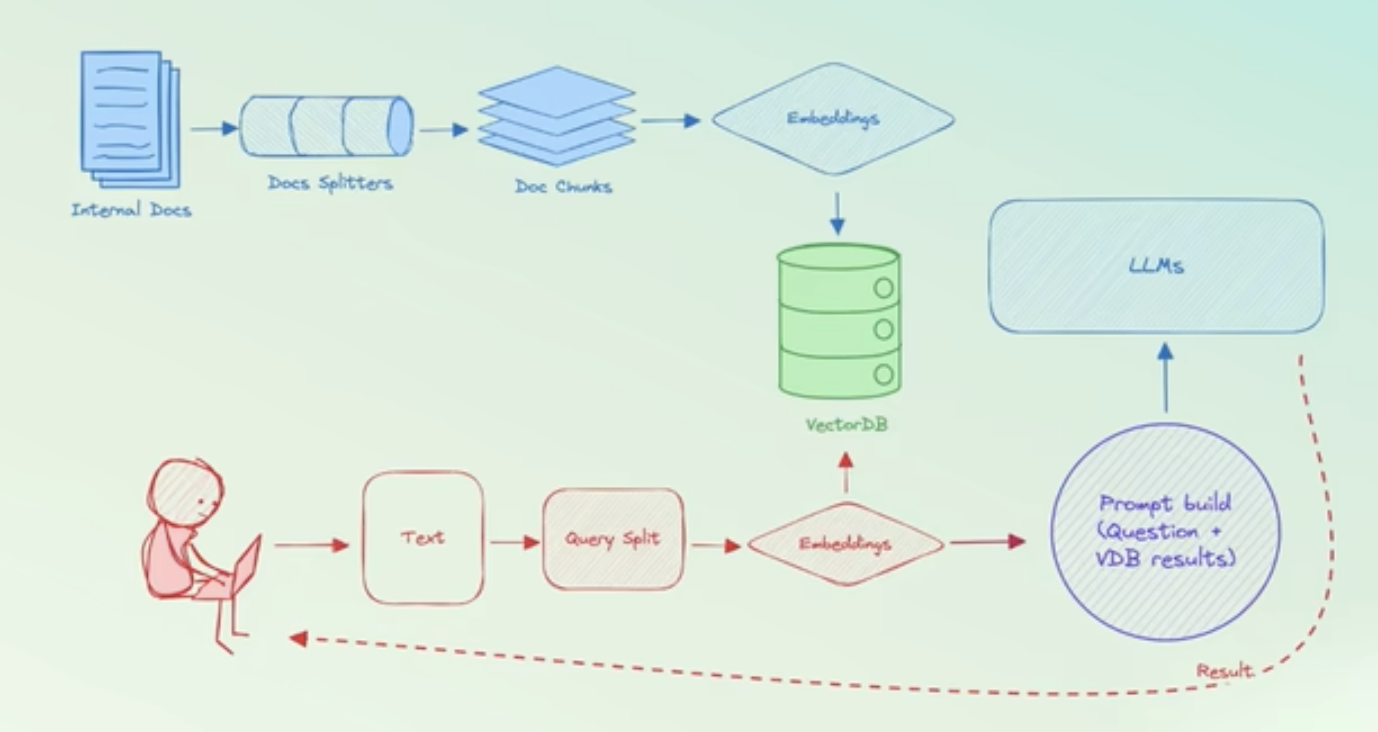 Embeddings
Internal Docs
Docs Splitters
Doc Chunks
LLMs
VectorDB
Text
Query Split
Embeddings
Prompt build
(Question +
VDB results)
Result